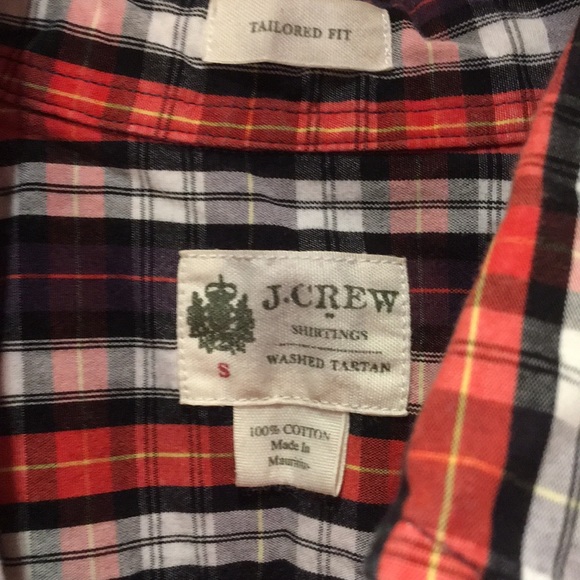 TAILORED FIT
J.CREW
SHIRTINGS
WASHED TARTAN
S
100% COTTON
Made In
Mauritius